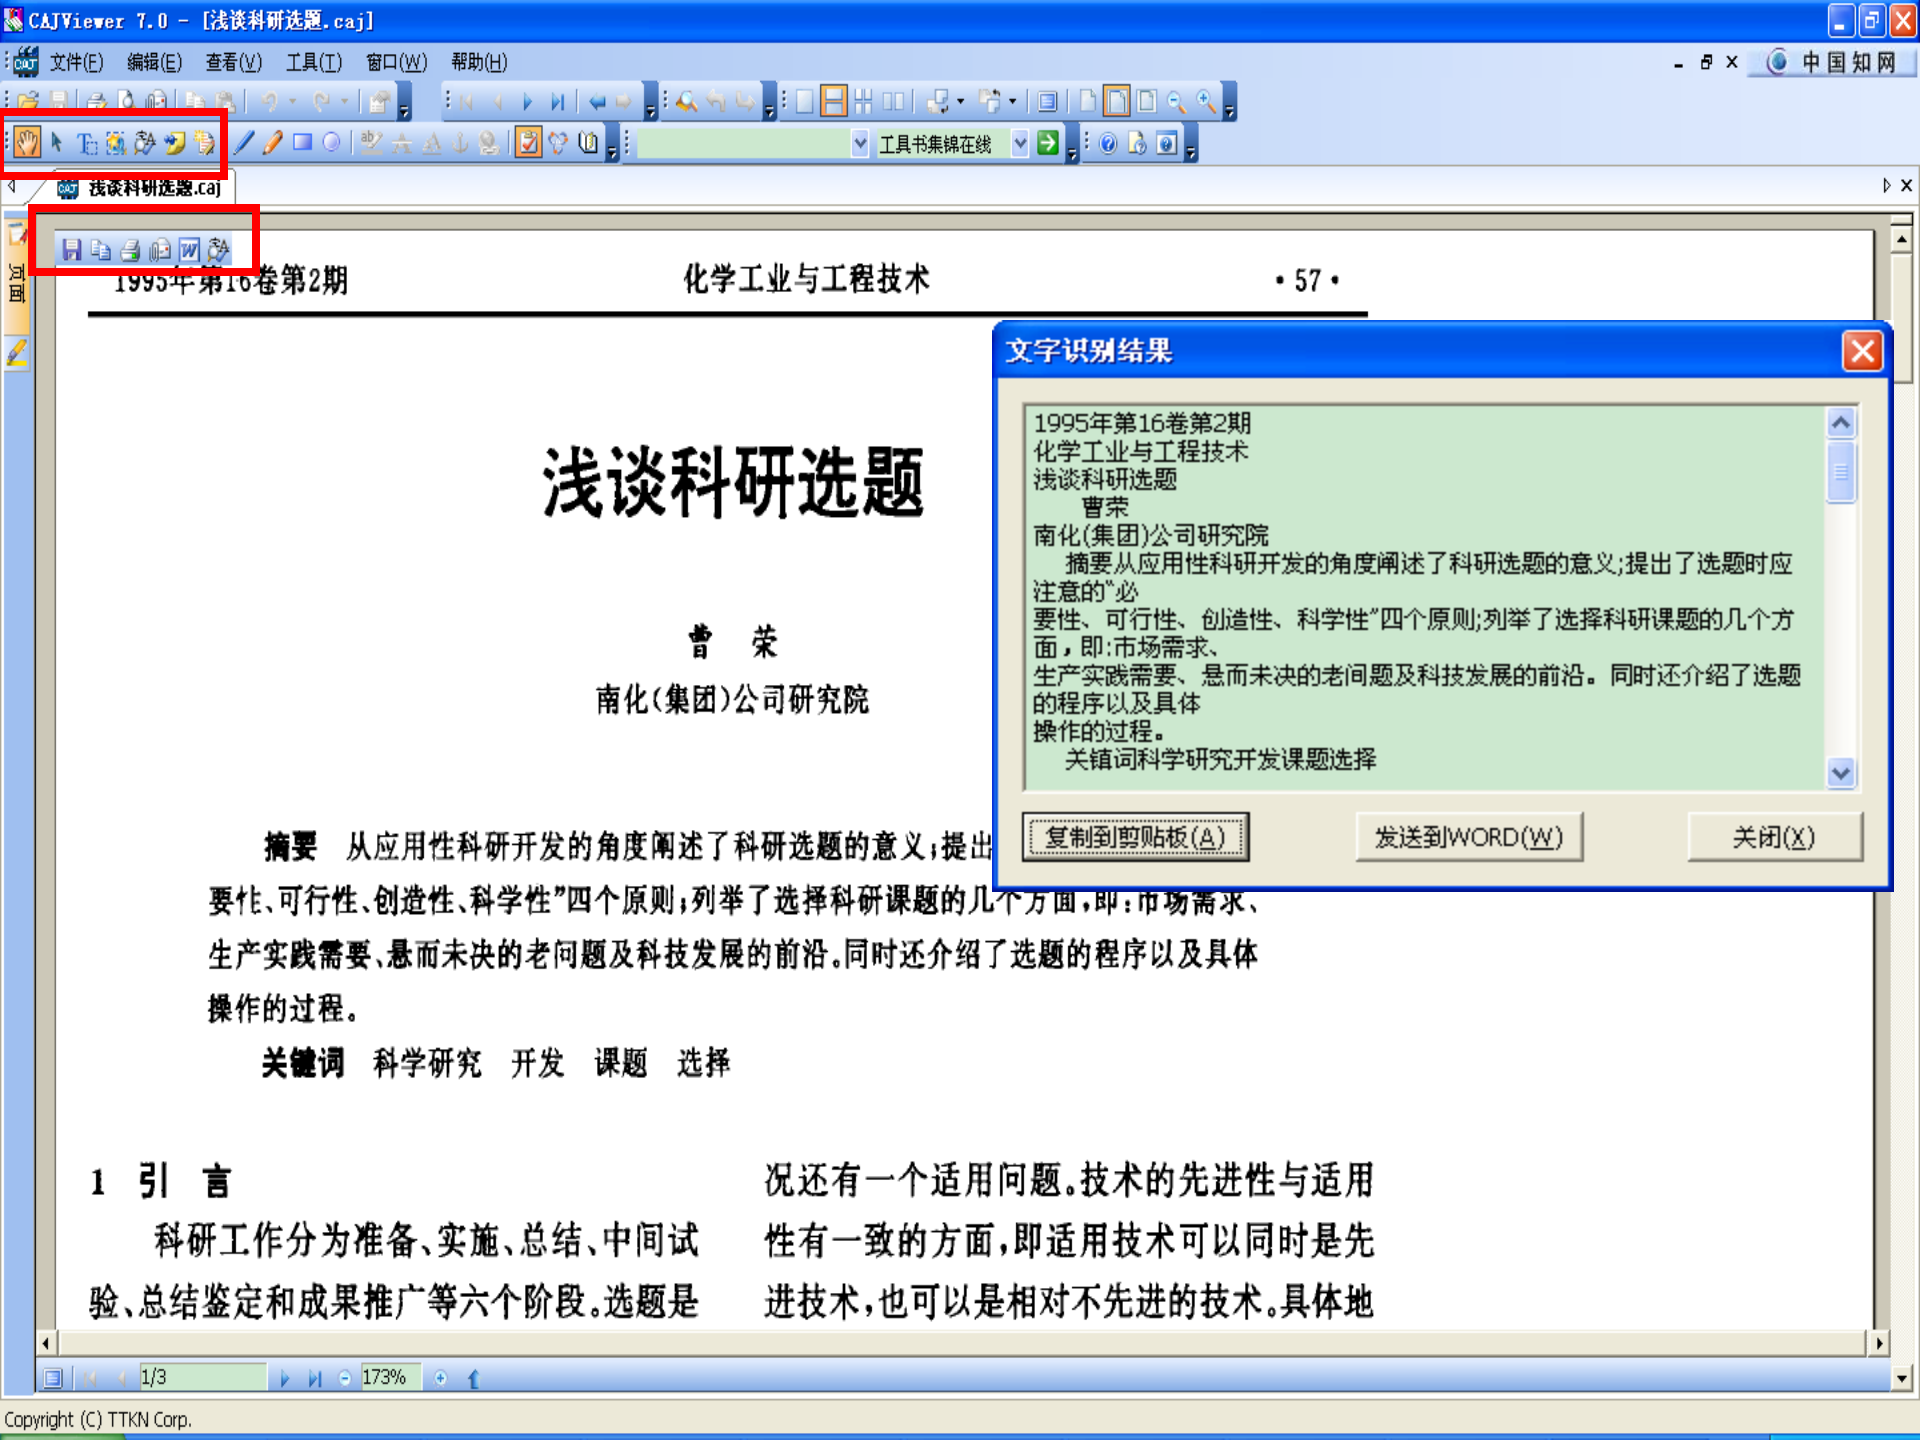 CAJViewer 7.0 - [浅谈科研选题.caj]
文件(F) 编辑(E) 查看(V) 工具(T) 窗口(W) 帮助(H)
中国知网
工具书集锦在线
浅谈科研选题.caj
页面
1995年第16卷第2期 化学工业与工程技术 ·57·
浅谈科研选题
曹 荣
南化(集团)公司研究院
摘要 从应用性科研开发的角度阐述了科研选题的意义;提出
要性、可行性、创造性、科学性”四个原则;列举了选择科研课题的几个方面,即:市场需求、
生产实践需要、悬而未决的老问题及科技发展的前沿。同时还介绍了选题的程序以及具体
操作的过程。
关键词 科学研究 开发 课题 选择
1 引 言
科研工作分为准备、实施、总结、中间试
验、总结鉴定和成果推广等六个阶段。选题是
况还有一个适用问题。技术的先进性与适用
性有一致的方面,即适用技术可以同时是先
进技术,也可以是相对不先进的技术。具体地
文字识别结果
1995年第16卷第2期
化学工业与工程技术
浅谈科研选题
曹荣
南化(集团)公司研究院
摘要从应用性科研开发的角度阐述了科研选题的意义;提出了选题时应
注意的“必
要性、可行性、创造性、科学性”四个原则;列举了选择科研课题的几个方
面，即:市场需求、
生产实践需要、悬而未决的老间题及科技发展的前沿。同时还介绍了选题
的程序以及具体
操作的过程。
关镇词科学研究开发课题选择
复制到剪贴板(A) 发送到WORD(W) 关闭(X)
1/3 173%
Copyright (C) TTKN Corp.